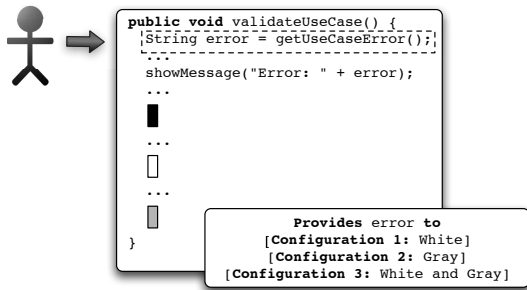 public void validateUseCase() {
String error = getUseCaseError();
...
showMessage("Error: " + error);
...
...
...
}
Provides error to
[Configuration 1: White]
[Configuration 2: Gray]
[Configuration 3: White and Gray]